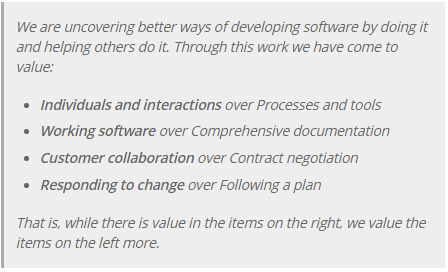 We are uncovering better ways of developing software by doing it
and helping others do it. Through this work we have come to
value:
• Individuals and interactions over Processes and tools
• Working software over Comprehensive documentation
• Customer collaboration over Contract negotiation
• Responding to change over Following a plan
That is, while there is value in the items on the right, we value the
items on the left more.